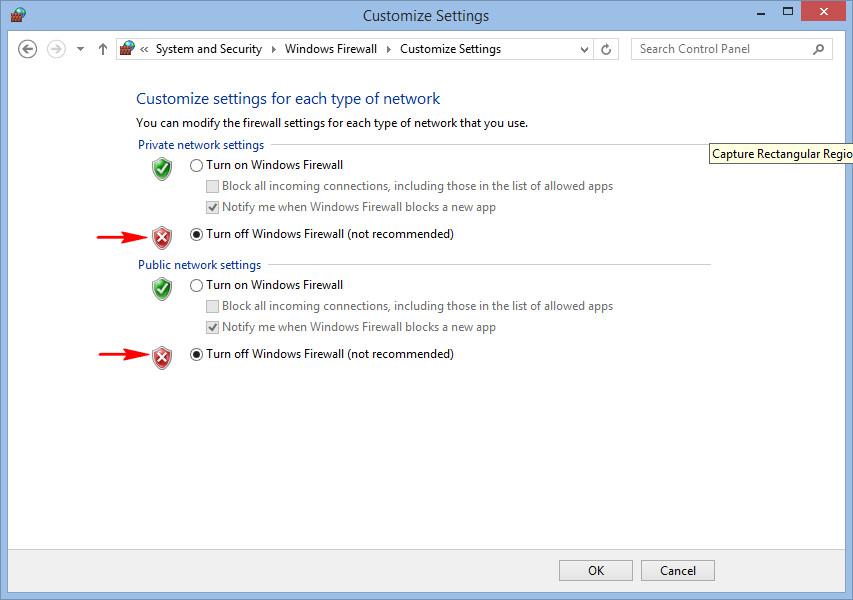 Customize Settings
« System and Security Windows Firewall Customize Settings Search Control Panel
Customize settings for each type of network
You can modify the firewall settings for each type of network that you use.
Private network settings
Capture Rectangular Regio
Turn on Windows Firewall
Block all incoming connections, including those in the list of allowed apps
Notify me when Windows Firewall blocks a new app
Turn off Windows Firewall (not recommended)
Public network settings
Turn on Windows Firewall
Block all incoming connections, including those in the list of allowed apps
Notify me when Windows Firewall blocks a new app
Turn off Windows Firewall (not recommended)
OK Cancel